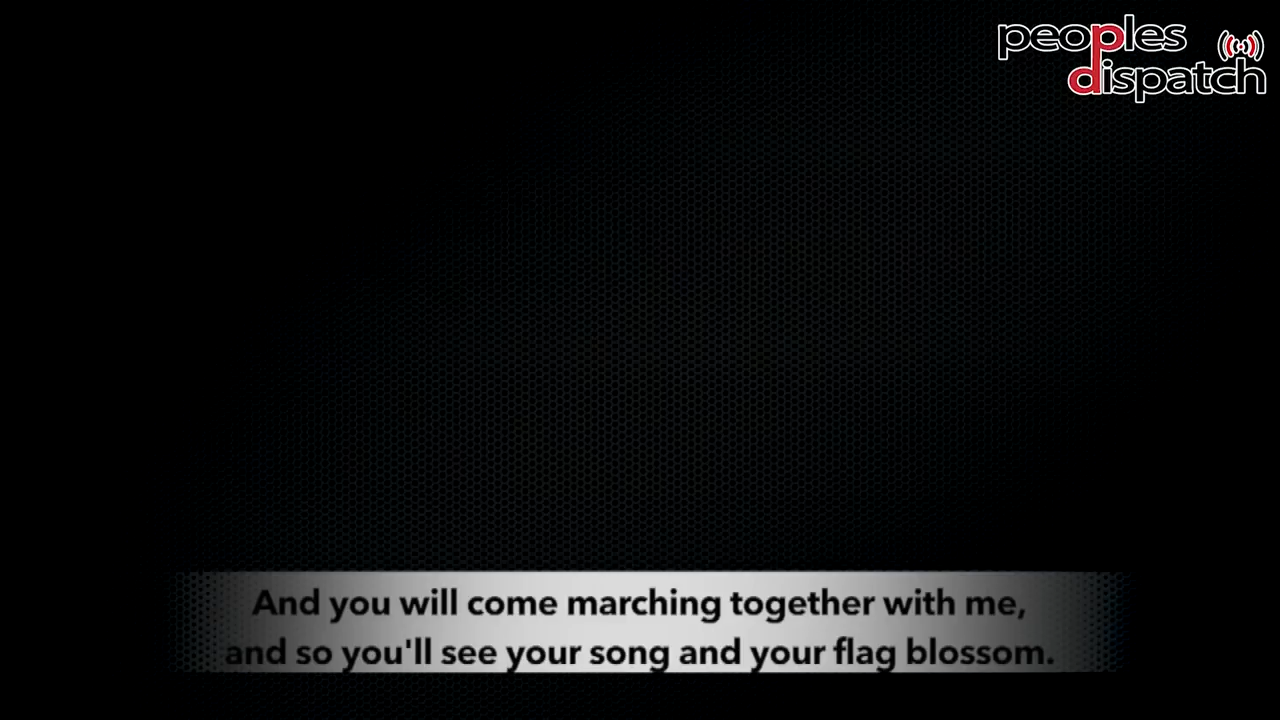 peoples
dispatch
And you will come marching together with me,
and so you'll see your song and your flag blossom.